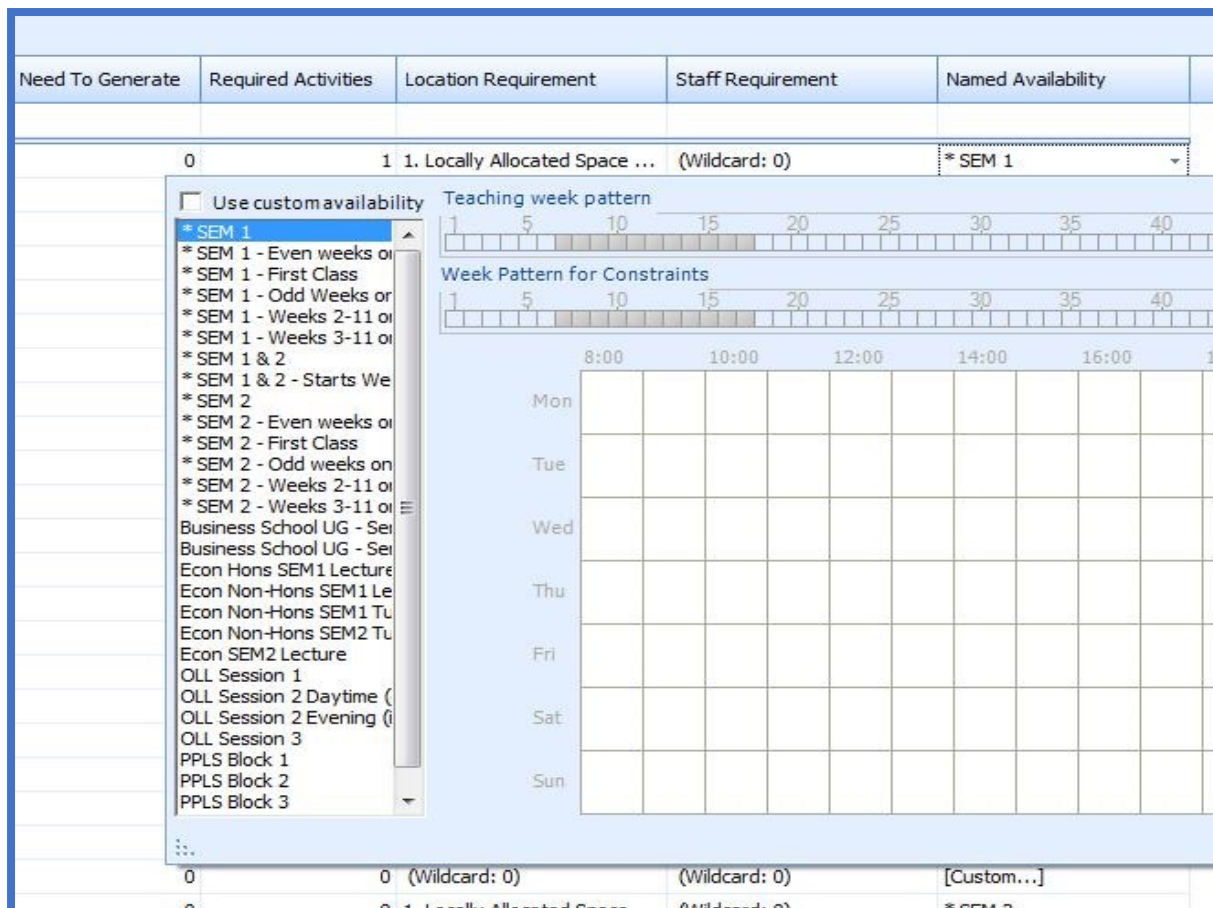 Need To Generate Required Activities Location Requirement Staff Requirement Named Availability
0 1 1. Locally Allocated Space ... (Wildcard: 0) * SEM 1
Use custom availability
* SEM 1
* SEM 1 - Even weeks o
* SEM 1 - First Class
* SEM 1 - Odd Weeks or
* SEM 1 - Weeks 2-11 o
* SEM 1 - Weeks 3-11 o
* SEM 1 & 2
* SEM 1 & 2 - Starts We
* SEM 2
* SEM 2 - Even weeks o
* SEM 2 - First Class
* SEM 2 - Odd weeks on
* SEM 2 - Weeks 2-11 o
* SEM 2 - Weeks 3-11 o
Business School UG - Se
Business School UG - Se
Econ Hons SEM1 Lecture
Econ Non-Hons SEM1 Le
Econ Non-Hons SEM1 Tu
Econ Non-Hons SEM2 Tu
Econ SEM2 Lecture
OLL Session 1
OLL Session 2 Daytime (
OLL Session 2 Evening (i
OLL Session 3
PPLS Block 1
PPLS Block 2
PPLS Block 3
Teaching week pattern
1 5 10 15 20 25 30 35 40
Week Pattern for Constraints
1 5 10 15 20 25 30 35 40
8:00 10:00 12:00 14:00 16:00 1
Mon
Tue
Wed
Thu
Fri
Sat
Sun
0 0 (Wildcard: 0) (Wildcard: 0) [Custom...]